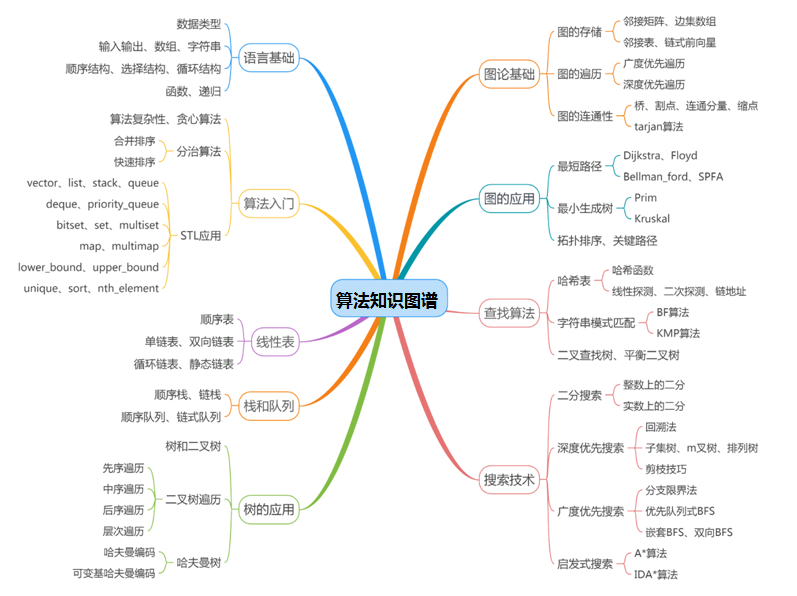 算法知识图谱
语言基础
数据类型
输入输出、数组、字符串
顺序结构、选择结构、循环结构
函数、递归
算法入门
算法复杂性、贪心算法
分治算法
合并排序
快速排序
STL应用
vector、list、stack、queue
deque、priority_queue
bitset、set、multiset
map、multimap
lower_bound、upper_bound
unique、sort、nth_element
线性表
顺序表
单链表、双向链表
循环链表、静态链表
栈和队列
顺序栈、链栈
顺序队列、链式队列
树的应用
树和二叉树
二叉树遍历
先序遍历
中序遍历
后序遍历
层次遍历
哈夫曼树
哈夫曼编码
可变基哈夫曼编码
图论基础
图的存储
邻接矩阵、边集数组
邻接表、链式前向星
图的遍历
广度优先遍历
深度优先遍历
图的连通性
桥、割点、连通分量、缩点
tarjan算法
图的应用
最短路径
Dijkstra、Floyd
Bellman_ford、SPFA
最小生成树
Prim
Kruskal
拓扑排序、关键路径
查找算法
哈希表
哈希函数
线性探测、二次探测、链地址
字符串模式匹配
BF算法
KMP算法
二叉查找树、平衡二叉树
搜索技术
二分搜索
整数上的二分
实数上的二分
深度优先搜索
回溯法
子集树、m叉树、排列树
剪枝技巧
广度优先搜索
分支限界法
优先队列式BFS
嵌套BFS、双向BFS
启发式搜索
A*算法
IDA*算法